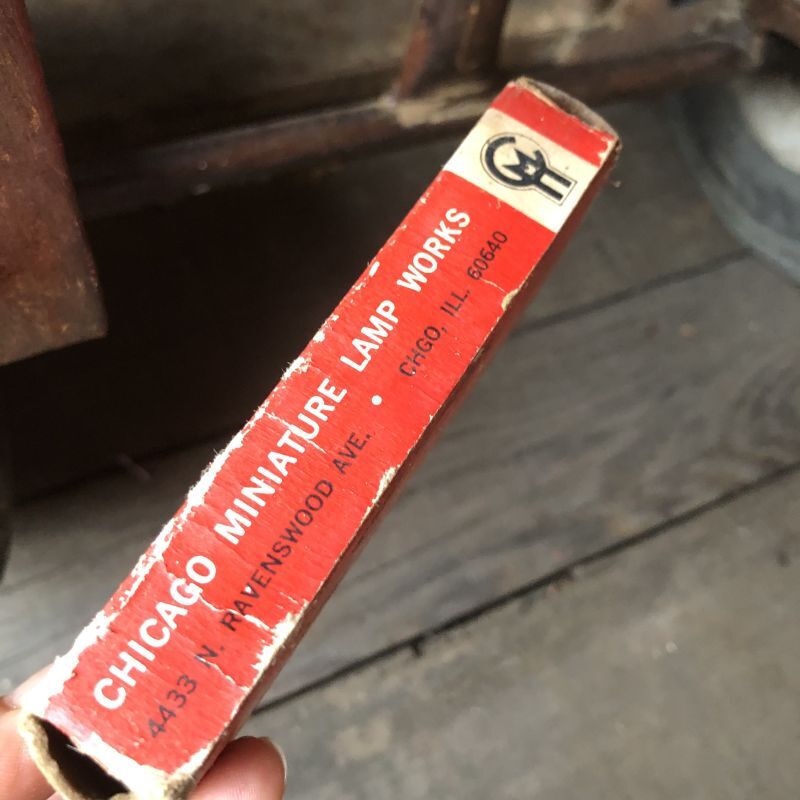 CHICAGO MINIATURE LAMP WORKS
4433 N. RAVENSWOOD AVE. • CHGO, ILL. 60640